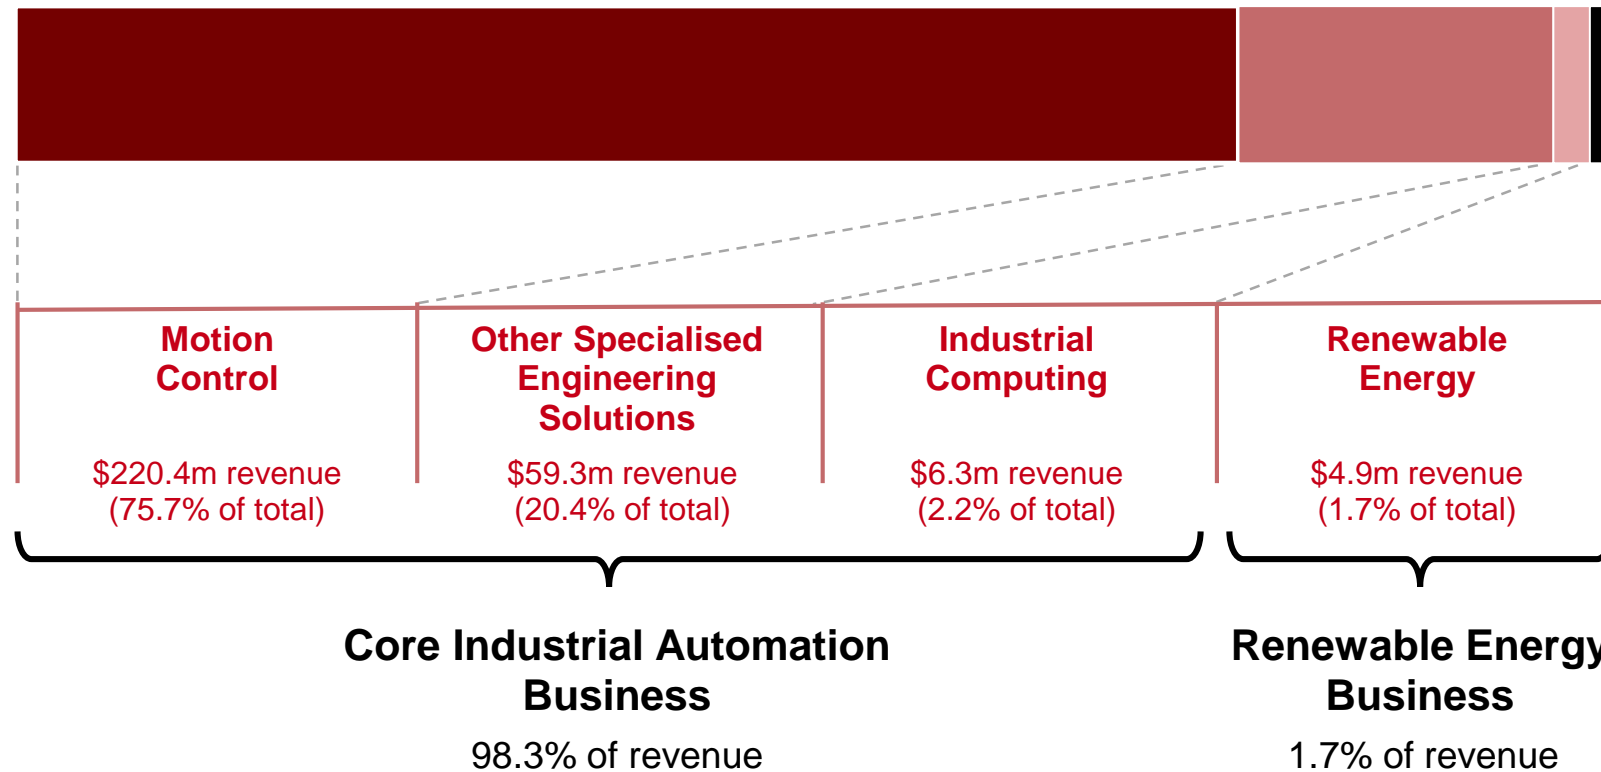 Motion
Control
$220.4m revenue
(75.7% of total)
Other Specialised
Engineering
Solutions
$59.3m revenue
(20.4% of total)
Industrial
Computing
$6.3m revenue
(2.2% of total)
Renewable
Energy
$4.9m revenue
(1.7% of total)
Core Industrial Automation
Business
98.3% of revenue
Renewable Energy
Business
1.7% of revenue